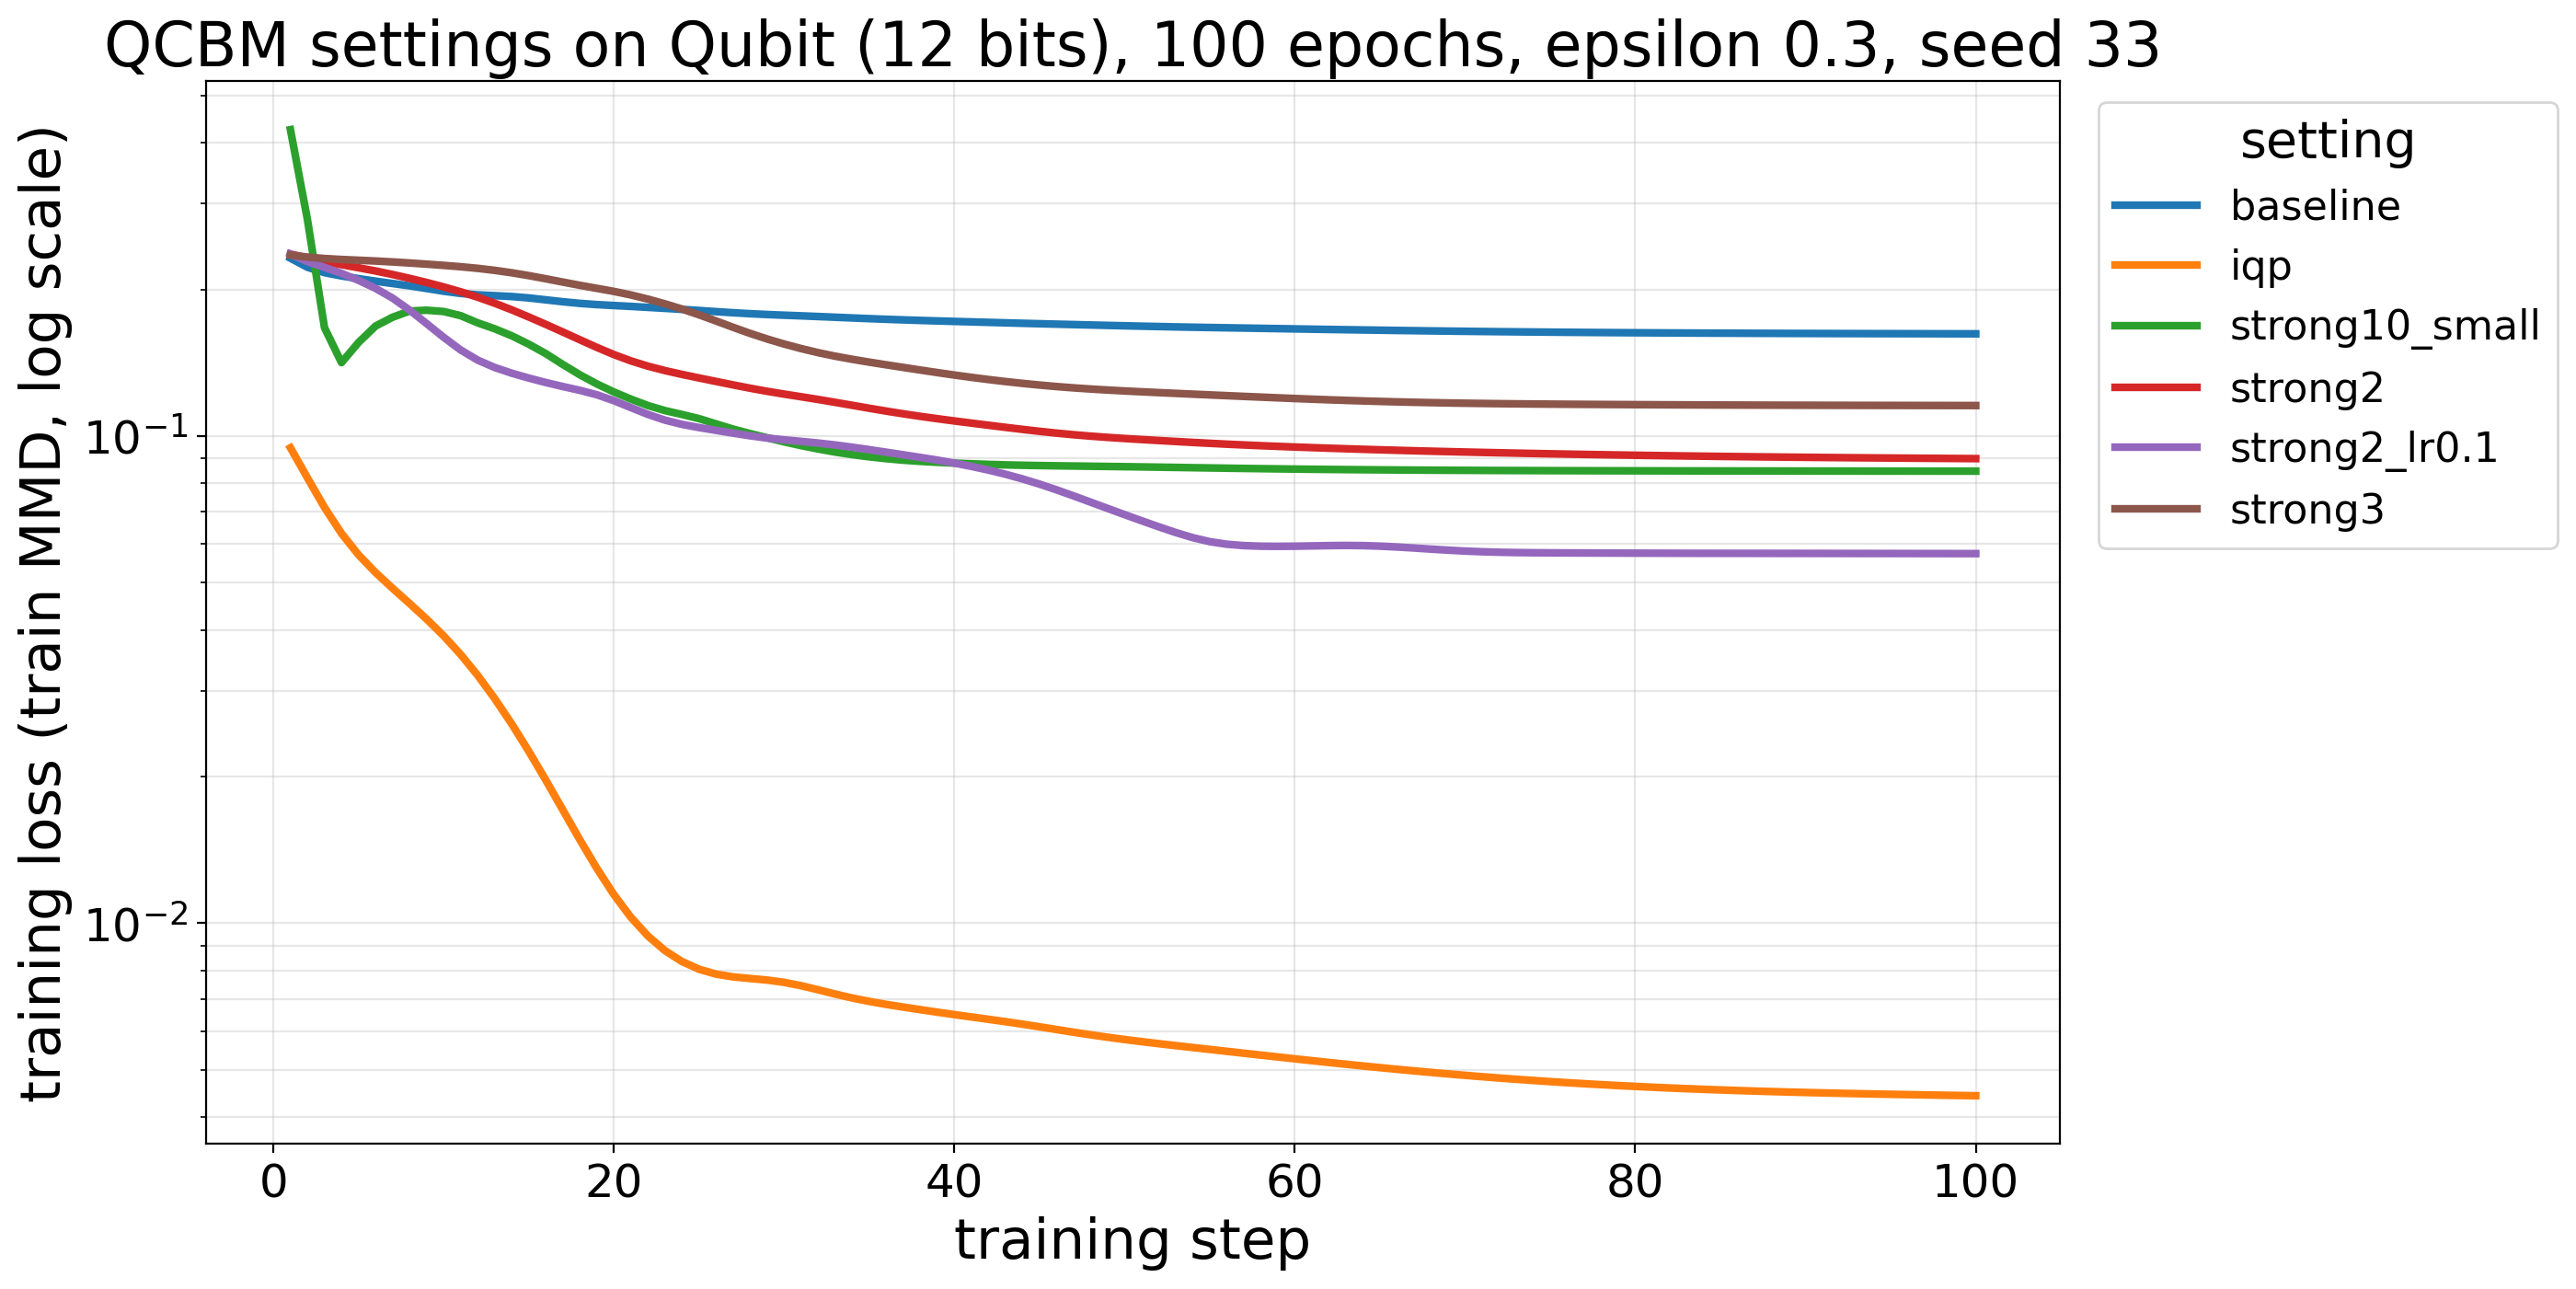 QCBM settings on Qubit (12 bits), 100 epochs, epsilon 0.3, seed 33
training loss (train MMD, log scale)
10⁻¹
10⁻²
0 20 40 60 80 100
training step
setting
baseline
iqp
strong10_small
strong2
strong2_lr0.1
strong3